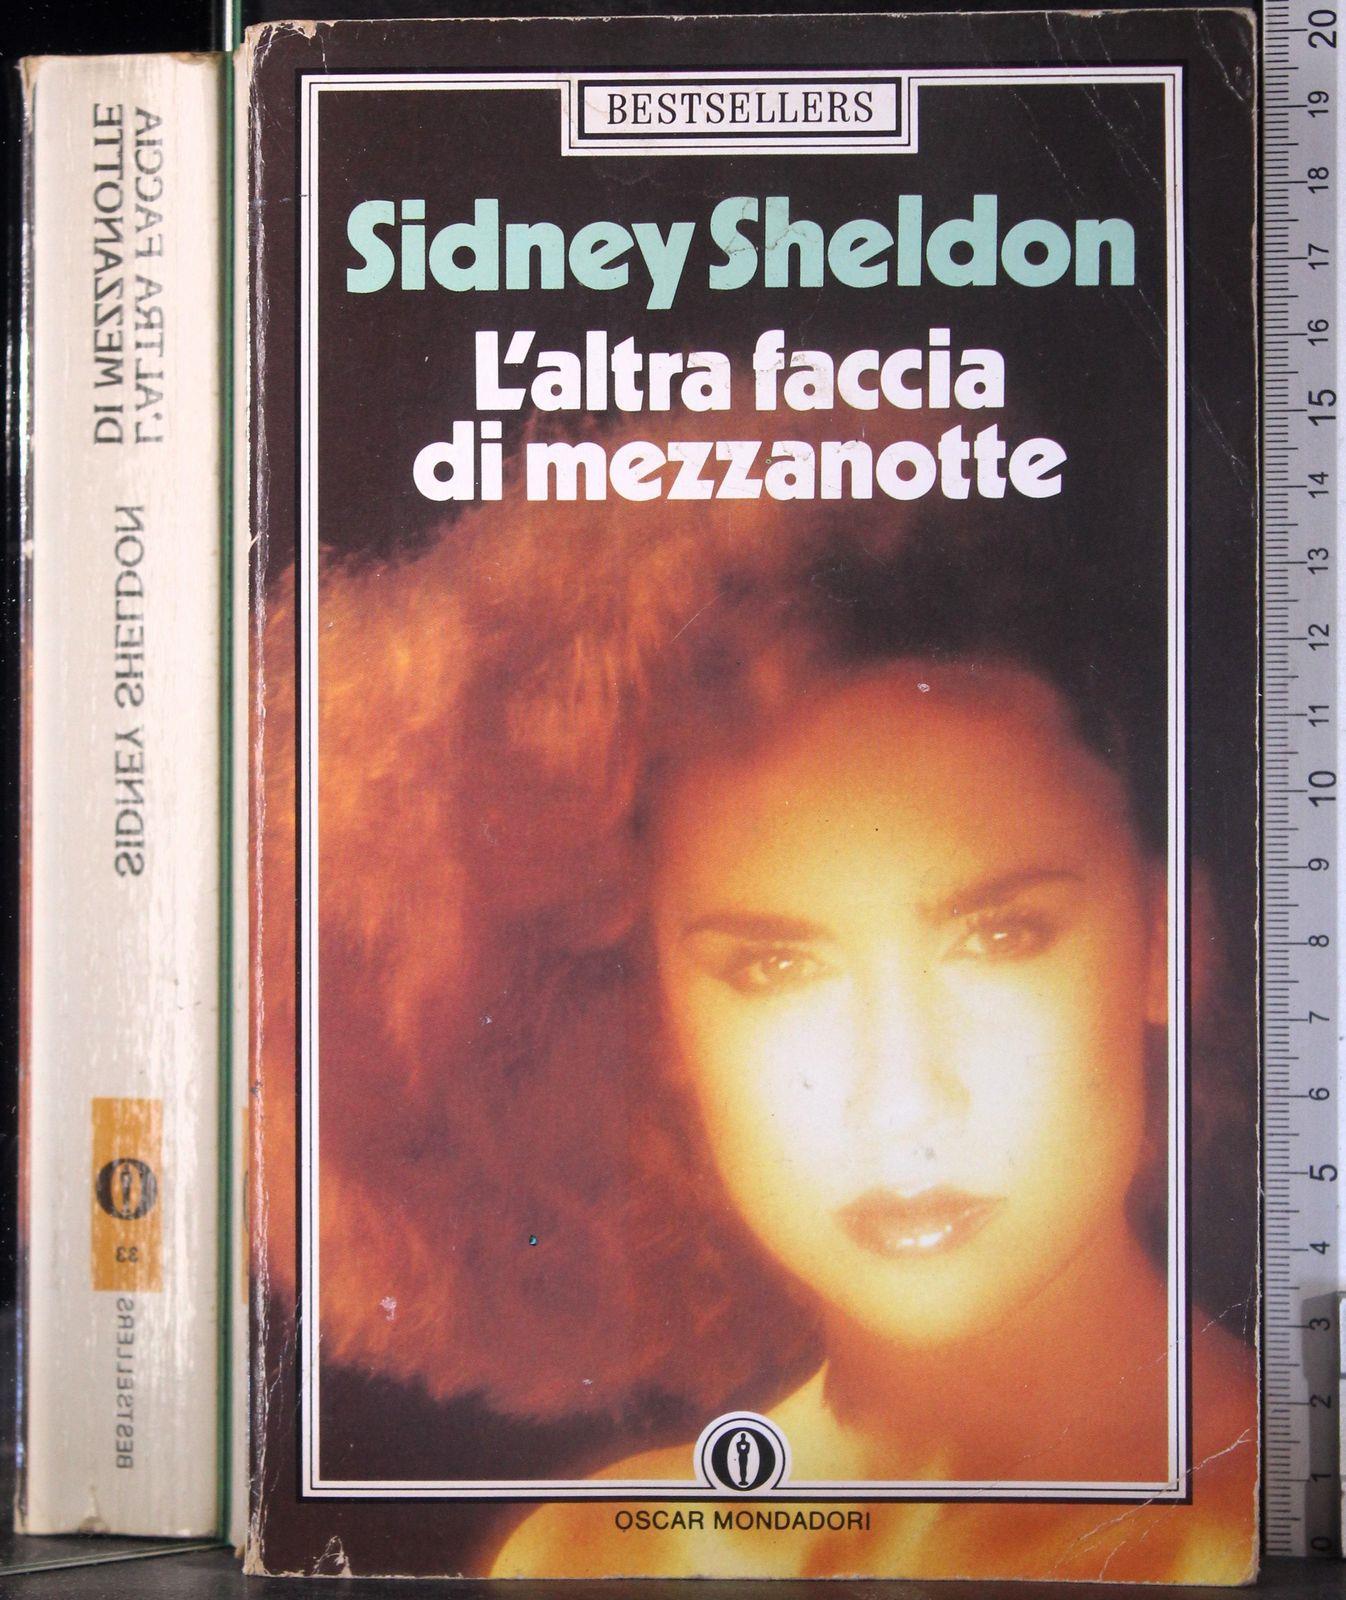 BESTSELLERS
Sidney Sheldon
L'altra faccia
di mezzanotte
OSCAR MONDADORI
SIDNEY SHELDON
L'ALTRA FACCIA
DI MEZZANOTTE
33
BESTSELLERS
20
19
18
17
16
15
14
13
12
11
10
9
8
7
6
5
4
3
2
1
0